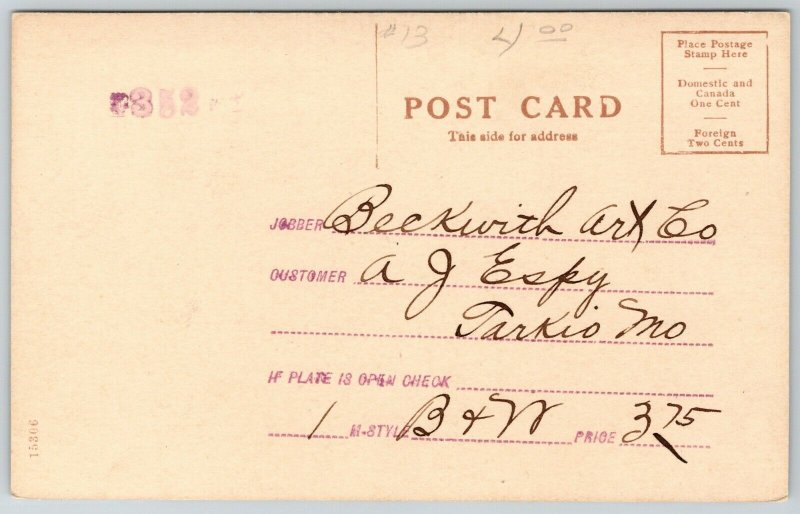 #13 4.00
Place Postage
Stamp Here
Domestic and
Canada
One Cent
Foreign
Two Cents
POST CARD
This side for address
JOBBER Beckwith Art Co
CUSTOMER A J Espy
Tarkio Mo
IF PLATE IS OPEN CHECK
1 M-STYLE B & W PRICE 3 75
15306